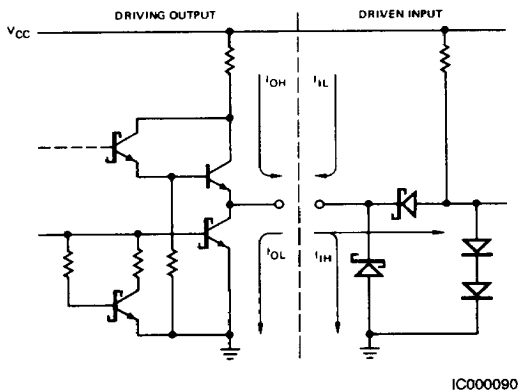 DRIVING OUTPUT
DRIVEN INPUT
VCC
IOH
IIL
IOL
IIH
IC000090